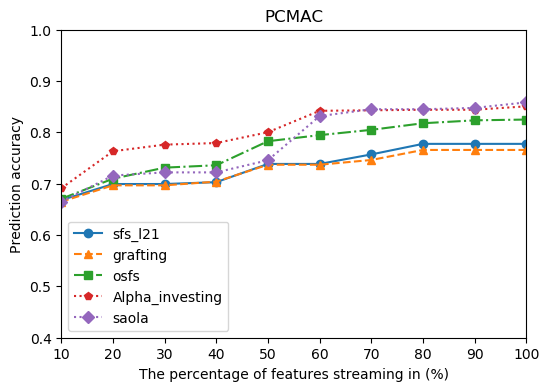 PCMAC
Prediction accuracy
1.0
0.9
0.8
0.7
0.6
0.5
0.4
sfs_l21
grafting
osfs
Alpha_investing
saola
10 20 30 40 50 60 70 80 90 100
The percentage of features streaming in (%)